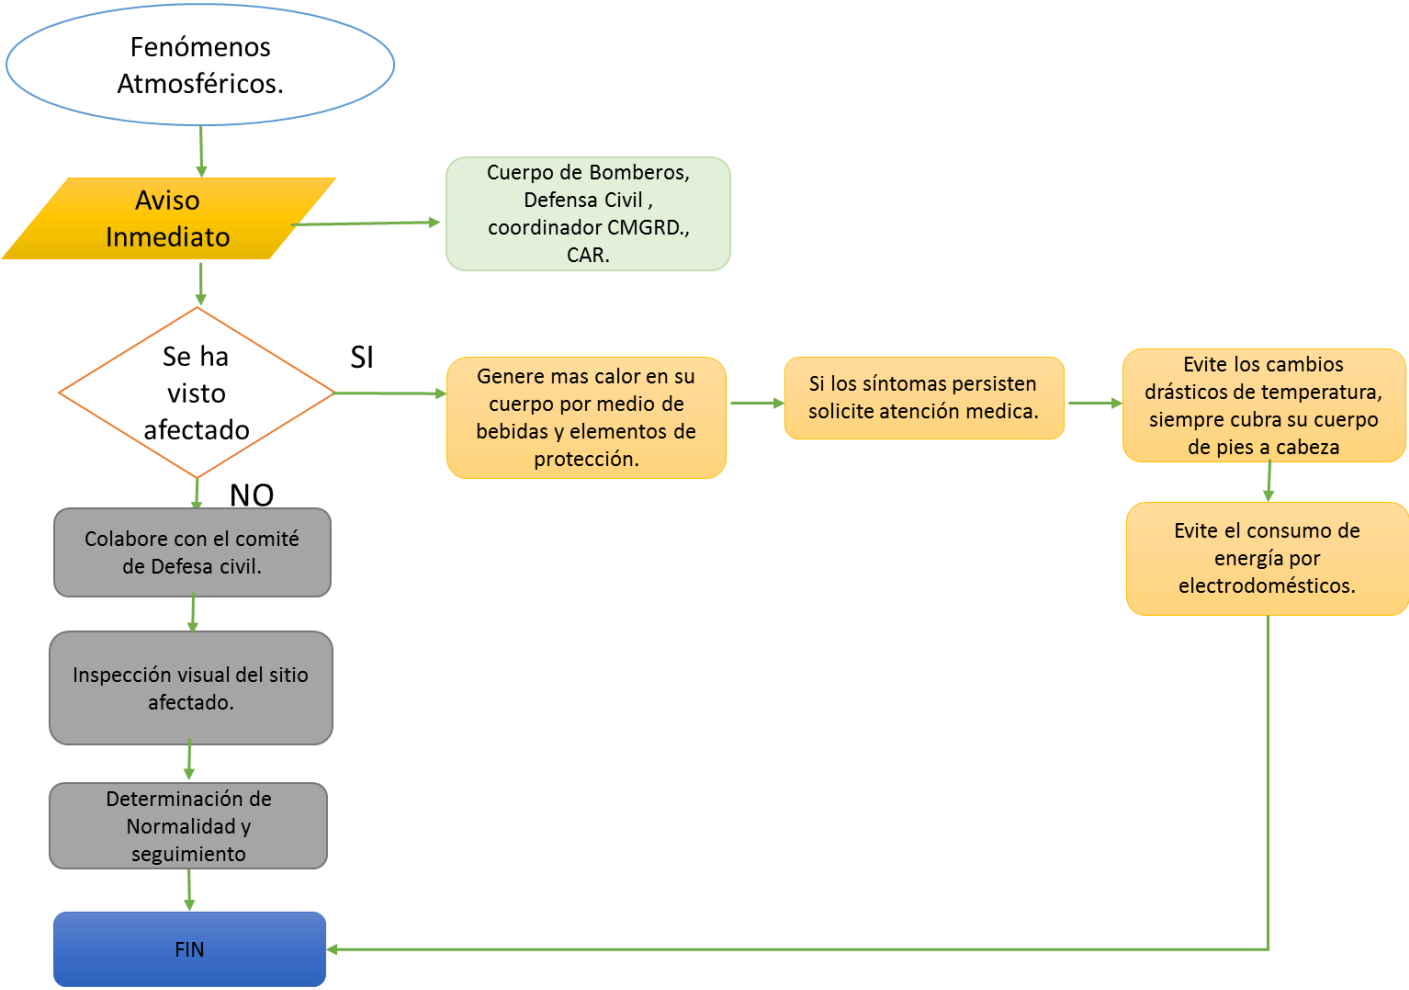 Fenómenos
Atmosféricos.
Aviso
Inmediato
Cuerpo de Bomberos,
Defensa Civil ,
coordinador CMGRD.,
CAR.
Se ha
visto
afectado
SI
Genere mas calor en su
cuerpo por medio de
bebidas y elementos de
protección.
Si los síntomas persisten
solicite atención medica.
Evite los cambios
drásticos de temperatura,
siempre cubra su cuerpo
de pies a cabeza
Evite el consumo de
energía por
electrodomésticos.
NO
Colabore con el comité
de Defesa civil.
Inspección visual del sitio
afectado.
Determinación de
Normalidad y
seguimiento
FIN